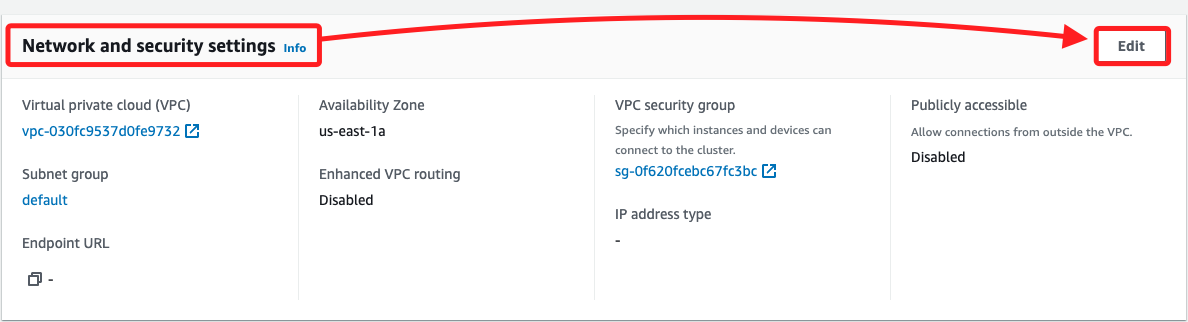 Network and security settings Info
Edit
Virtual private cloud (VPC)
vpc-030fc9537d0fe9732
Subnet group
default
Endpoint URL
-
Availability Zone
us-east-1a
Enhanced VPC routing
Disabled
VPC security group
Specify which instances and devices can
connect to the cluster.
sg-0f620fcebc67fc3bc
IP address type
-
Publicly accessible
Allow connections from outside the VPC.
Disabled